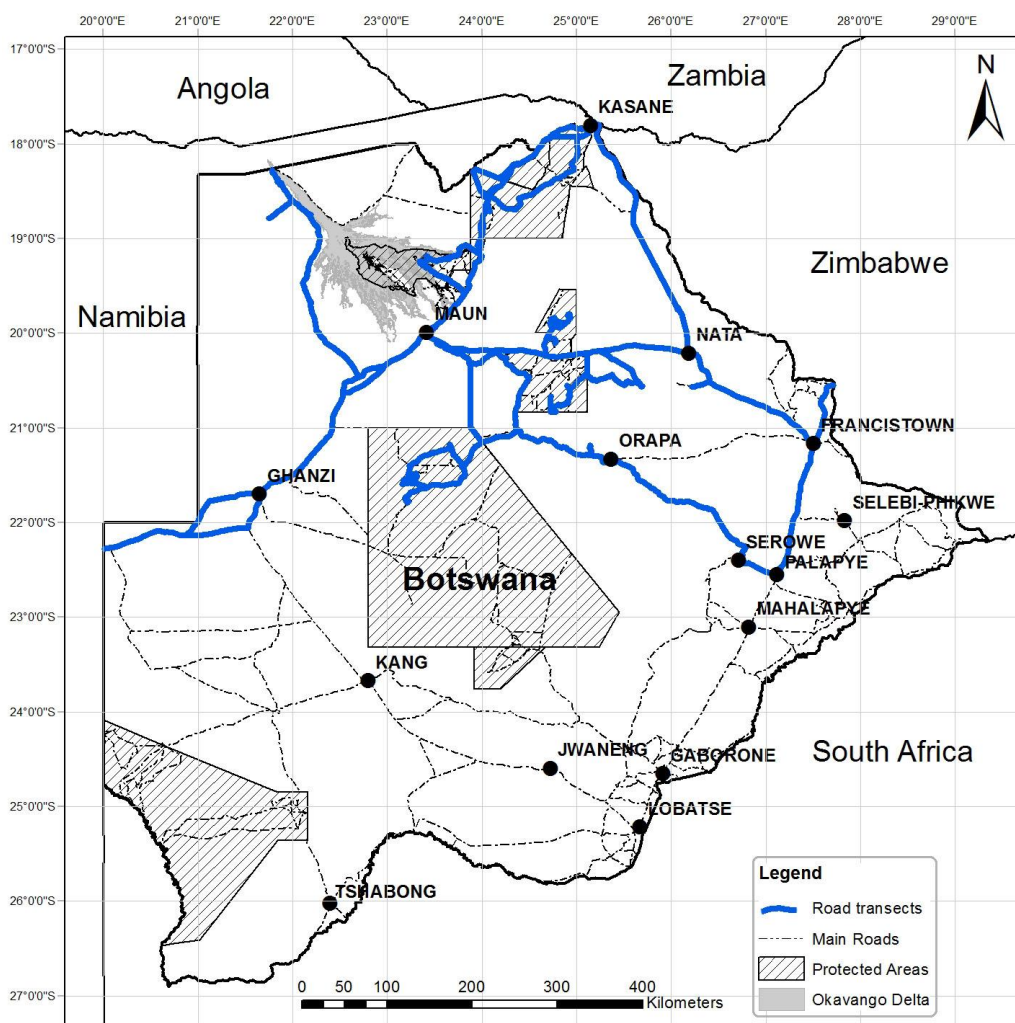 20°0'0"E 21°0'0"E 22°0'0"E 23°0'0"E 24°0'0"E 25°0'0"E 26°0'0"E 27°0'0"E 28°0'0"E 29°0'0"E
17°0'0"S
Zambia
N
Angola
KASANE
18°0'0"S
19°0'0"S
Zimbabwe
Namibia
MAUN
20°0'0"S
NATA
21°0'0"S
FRANCISTOWN
ORAPA
GHANZI
SELEBI-PHIKWE
22°0'0"S
SEROWE
PALAPYE
Botswana
MAHALAPYE
23°0'0"S
KANG
24°0'0"S
JWANENG
GABORONE
South Africa
25°0'0"S
LOBATSE
Legend
TSHABONG
26°0'0"S
Road transects
Main Roads
Protected Areas
Okavango Delta
27°0'0"S
0 50 100 200 300 400
Kilometers